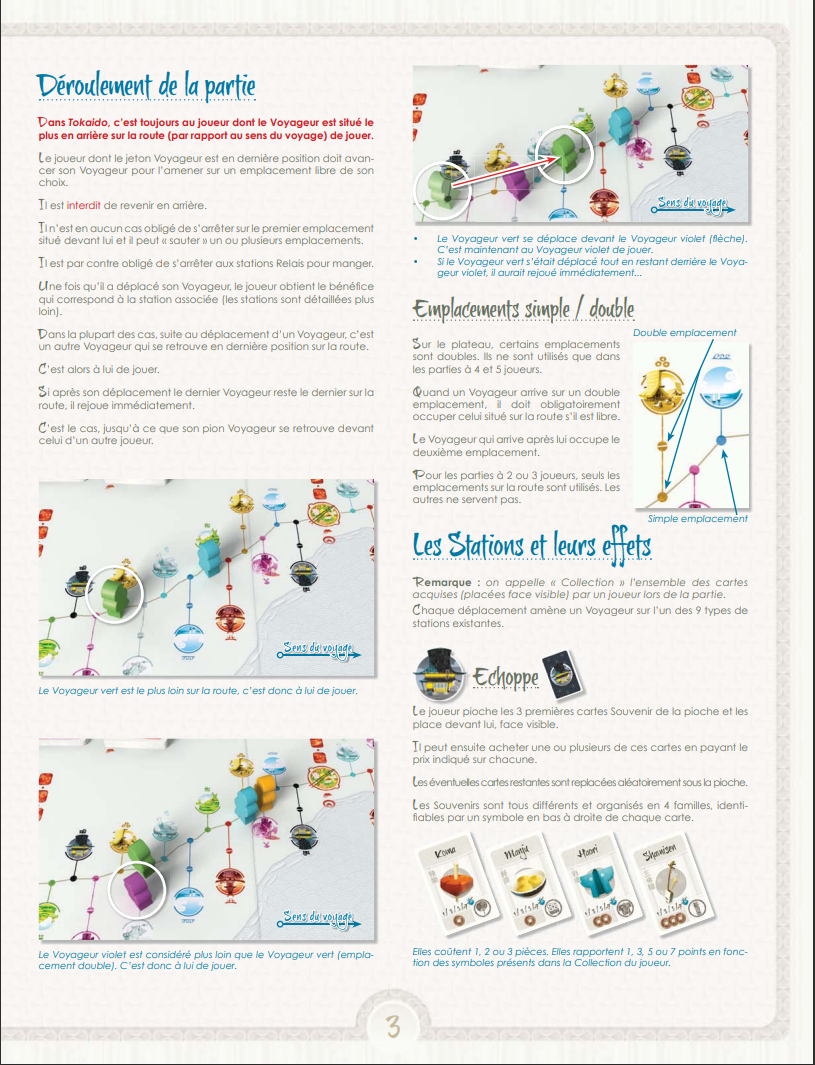 Déroulement de la partie
Dans Tokaido, c'est toujours au joueur dont le Voyageur est situé le
plus en arrière sur la route (par rapport au sens du voyage) de jouer.
Le joueur dont le jeton Voyageur est en dernière position doit avan-
cer son Voyageur pour l'amener sur un emplacement libre de son
choix.
Il est interdit de revenir en arrière.
Il n'est en aucun cas obligé de s'arrêter sur le premier emplacement
situé devant lui et il peut « sauter » un ou plusieurs emplacements.
Il est par contre obligé de s'arrêter aux stations Relais pour manger.
Une fois qu'il a déplacé son Voyageur, le joueur obtient le bénéfice
qui correspond à la station associée (les stations sont détaillées plus
loin).
Dans la plupart des cas, suite au déplacement d'un Voyageur, c'est
un autre Voyageur qui se retrouve en dernière position sur la route.
C'est alors à lui de jouer.
Si après son déplacement le dernier Voyageur reste le dernier sur la
route, il rejoue immédiatement.
C'est le cas, jusqu'à ce que son pion Voyageur se retrouve devant
celui d'un autre joueur.
Sens du voyage
Le Voyageur vert est le plus loin sur la route, c'est donc à lui de jouer.
Sens du voyage
Le Voyageur violet est considéré plus loin que le Voyageur vert (empla-
cement double). C'est donc à lui de jouer.
Sens du voyage
• Le Voyageur vert se déplace devant le Voyageur violet (flèche).
C'est maintenant au Voyageur violet de jouer.
• Si le Voyageur vert s'était déplacé tout en restant derrière le Voya-
geur violet, il aurait rejoué immédiatement...
Emplacements simple / double
Sur le plateau, certains emplacements
sont doubles. Ils ne sont utilisés que dans
les parties à 4 et 5 joueurs.
Quand un Voyageur arrive sur un double
emplacement, il doit obligatoirement
occuper celui situé sur la route s'il est libre.
Le Voyageur qui arrive après lui occupe le
deuxième emplacement.
Pour les parties à 2 ou 3 joueurs, seuls les
emplacements sur la route sont utilisés. Les
autres ne servent pas.
Double emplacement
Simple emplacement
Les Stations et leurs effets
Remarque : on appelle « Collection » l'ensemble des cartes
acquises (placées face visible) par un joueur lors de la partie.
Chaque déplacement amène un Voyageur sur l'un des 9 types de
stations existantes.
Echoppe
Le joueur pioche les 3 premières cartes Souvenir de la pioche et les
place devant lui, face visible.
Il peut ensuite acheter une ou plusieurs de ces cartes en payant le
prix indiqué sur chacune.
Les éventuelles cartes restantes sont replacées aléatoirement sous la pioche.
Les Souvenirs sont tous différents et organisés en 4 familles, identi-
fiables par un symbole en bas à droite de chaque carte.
Koma
Manju
Haori
Shamisen
Elles coûtent 1, 2 ou 3 pièces. Elles rapportent 1, 3, 5 ou 7 points en fonc-
tion des symboles présents dans la Collection du joueur.
3